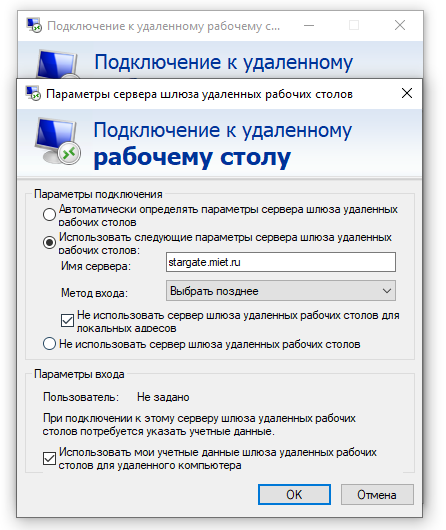 Подключение к удаленному рабочему с...
Подключение к удаленному
Параметры сервера шлюза удаленных рабочих столов
Подключение к удаленному
рабочему столу
Параметры подключения
Автоматически определять параметры сервера шлюза удаленных
рабочих столов
Использовать следующие параметры сервера шлюза удаленных
рабочих столов:
Имя сервера: stargate.miet.ru
Метод входа: Выбрать позднее
Не использовать сервер шлюза удаленных рабочих столов для
локальных адресов
Не использовать сервер шлюза удаленных рабочих столов
Параметры входа
Пользователь: Не задано
При подключении к этому серверу шлюза удаленных рабочих
столов потребуется указать учетные данные.
Использовать мои учетные данные шлюза удаленных рабочих
столов для удаленного компьютера
OK Отмена